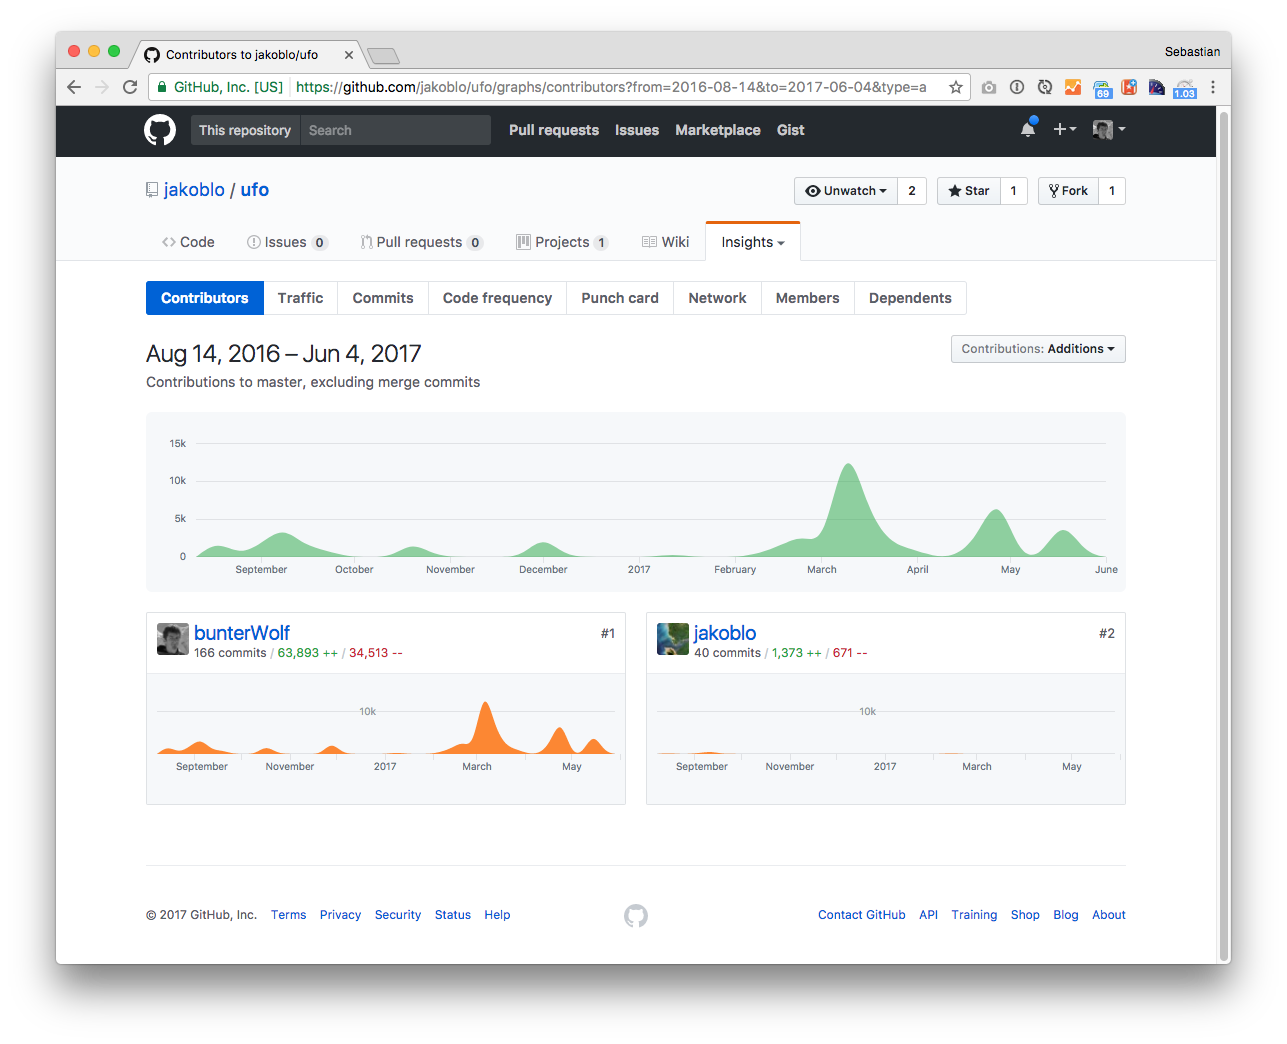 Contributors to jakoblo/ufo
Sebastian
GitHub, Inc. [US] https://github.com/jakoblo/ufo/graphs/contributors?from=2016-08-14&to=2017-06-04&type=a
69
1.03
This repository Search Pull requests Issues Marketplace Gist
jakoblo / ufo
Unwatch 2 Star 1 Fork 1
Code Issues 0 Pull requests 0 Projects 1 Wiki Insights
Contributors Traffic Commits Code frequency Punch card Network Members Dependents
Aug 14, 2016 – Jun 4, 2017
Contributions: Additions
Contributions to master, excluding merge commits
15k
10k
5k
0
September October November December 2017 February March April May June
bunterWolf #1
166 commits / 63,893 ++ / 34,513 --
10k
September November 2017 March May
jakoblo #2
40 commits / 1,373 ++ / 671 --
10k
September November 2017 March May
© 2017 GitHub, Inc. Terms Privacy Security Status Help
Contact GitHub API Training Shop Blog About